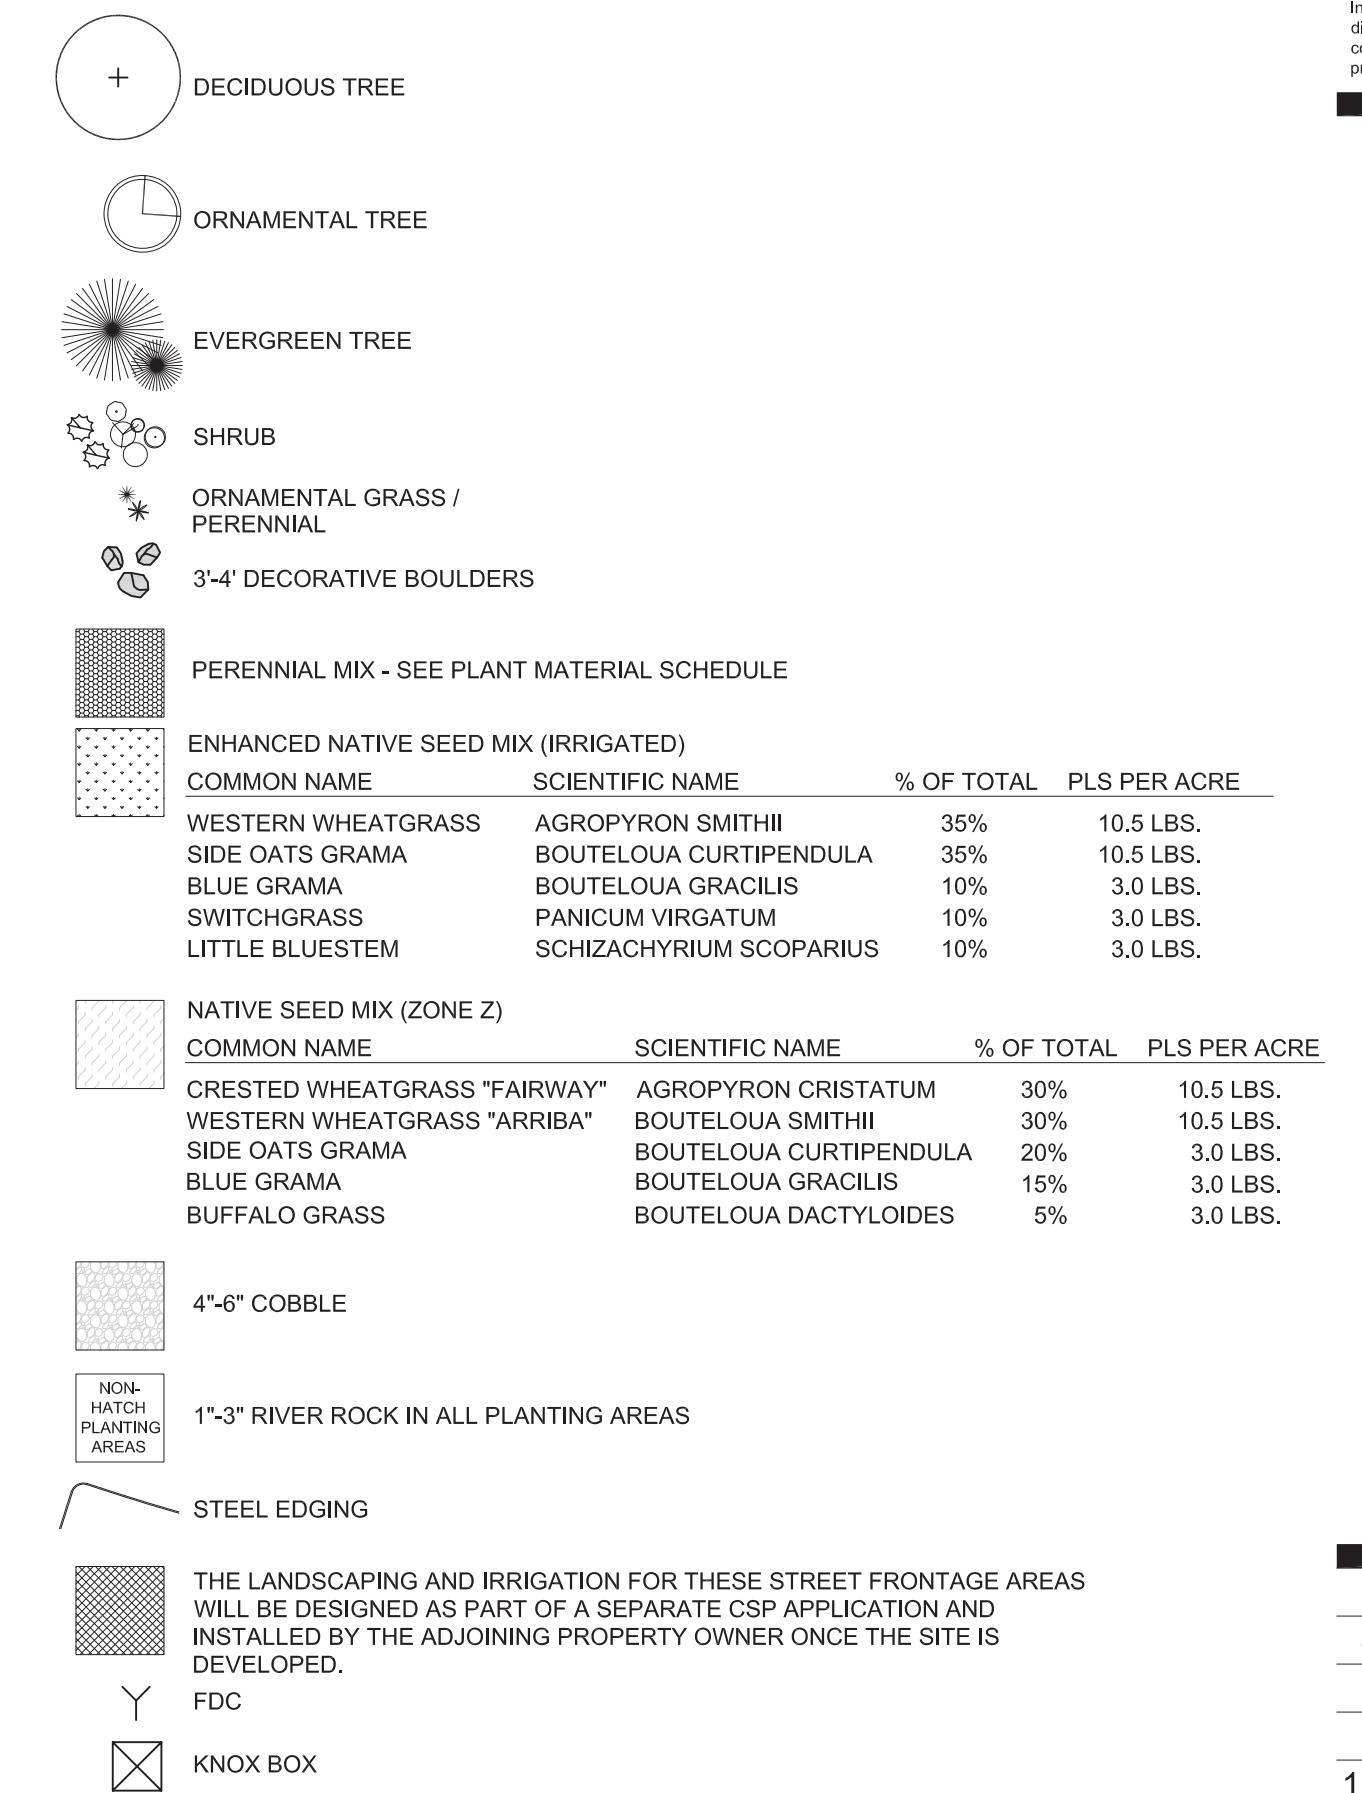 DECIDUOUS TREE
ORNAMENTAL TREE
EVERGREEN TREE
SHRUB
ORNAMENTAL GRASS /
PERENNIAL
3'-4' DECORATIVE BOULDERS
PERENNIAL MIX - SEE PLANT MATERIAL SCHEDULE
ENHANCED NATIVE SEED MIX (IRRIGATED)
COMMON NAME SCIENTIFIC NAME % OF TOTAL PLS PER ACRE
WESTERN WHEATGRASS AGROPYRON SMITHII 35% 10.5 LBS.
SIDE OATS GRAMA BOUTELOUA CURTIPENDULA 35% 10.5 LBS.
BLUE GRAMA BOUTELOUA GRACILIS 10% 3.0 LBS.
SWITCHGRASS PANICUM VIRGATUM 10% 3.0 LBS.
LITTLE BLUESTEM SCHIZACHYRIUM SCOPARIUS 10% 3.0 LBS.
NATIVE SEED MIX (ZONE Z)
COMMON NAME SCIENTIFIC NAME % OF TOTAL PLS PER ACRE
CRESTED WHEATGRASS "FAIRWAY" AGROPYRON CRISTATUM 30% 10.5 LBS.
WESTERN WHEATGRASS "ARRIBA" BOUTELOUA SMITHII 30% 10.5 LBS.
SIDE OATS GRAMA BOUTELOUA CURTIPENDULA 20% 3.0 LBS.
BLUE GRAMA BOUTELOUA GRACILIS 15% 3.0 LBS.
BUFFALO GRASS BOUTELOUA DACTYLOIDES 5% 3.0 LBS.
4"-6" COBBLE
NON-
HATCH
PLANTING
AREAS
1"-3" RIVER ROCK IN ALL PLANTING AREAS
STEEL EDGING
THE LANDSCAPING AND IRRIGATION FOR THESE STREET FRONTAGE AREAS
WILL BE DESIGNED AS PART OF A SEPARATE CSP APPLICATION AND
INSTALLED BY THE ADJOINING PROPERTY OWNER ONCE THE SITE IS
DEVELOPED.
FDC
KNOX BOX
1